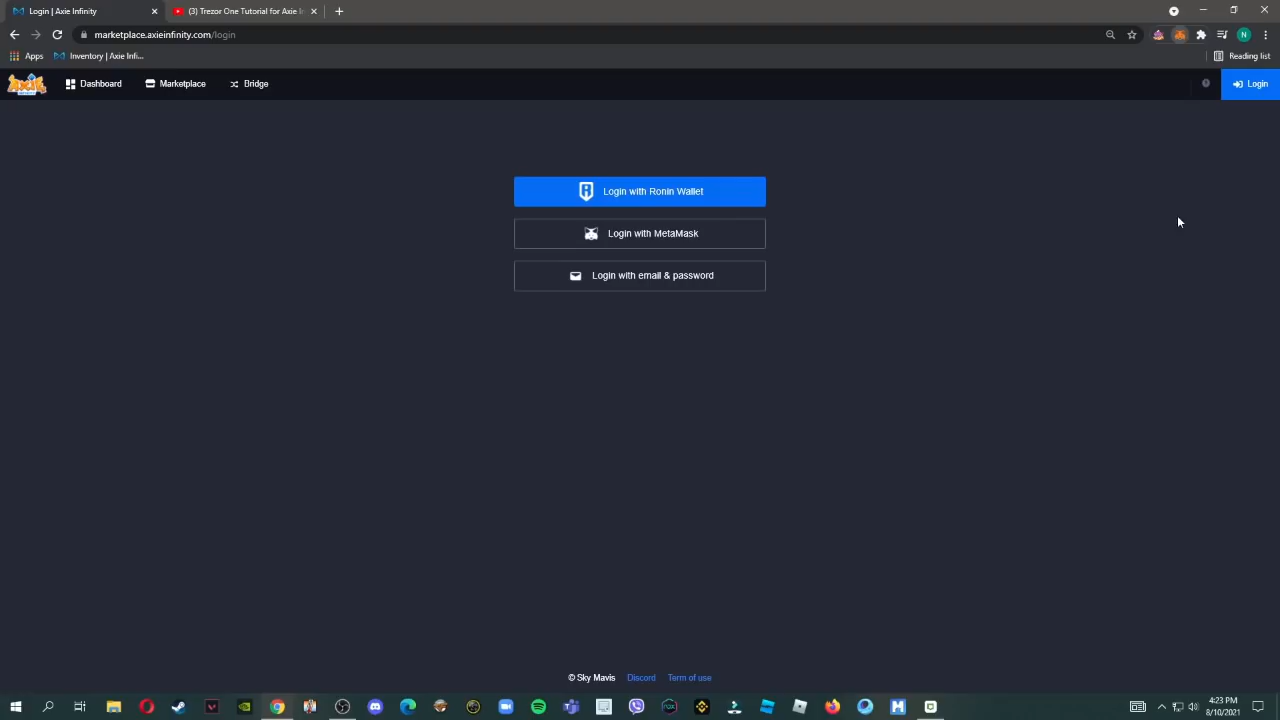 Login | Axie Infinity
(3) Trezor One Tutorial for Axie In
marketplace.axieinfinity.com/login
N
Apps
Inventory | Axie Infi...
Reading list
AXIE
Dashboard
Marketplace
Bridge
Login
Login with Ronin Wallet
Login with MetaMask
Login with email & password
© Sky Mavis
Discord
Term of use
4:23 PM
8/10/2021